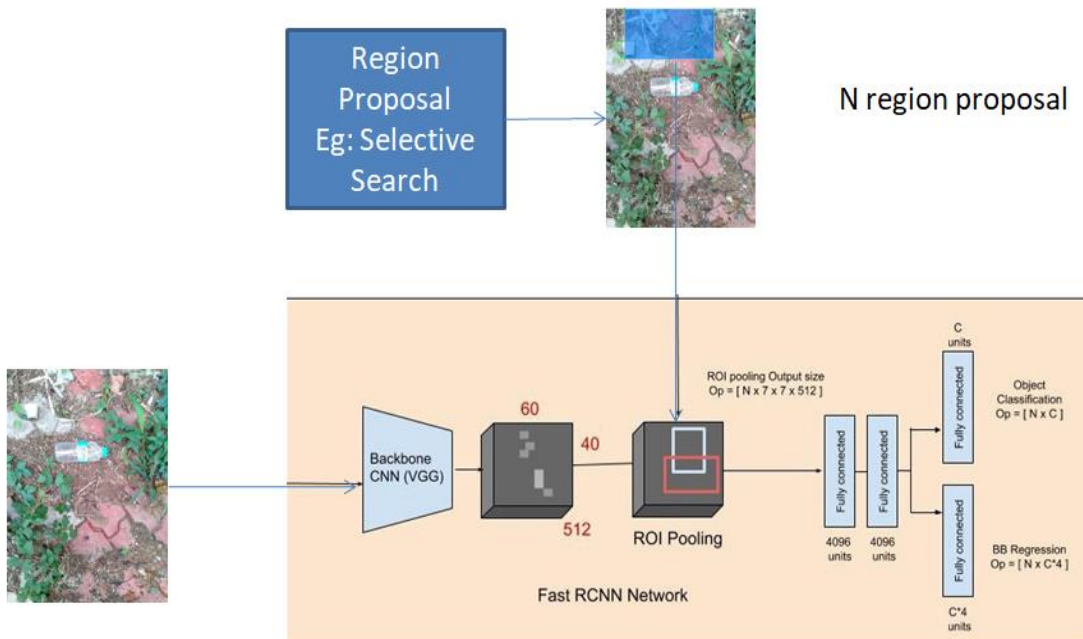 Region
Proposal
Eg: Selective
Search
N region proposal
ROI pooling Output size
Op = [ N x 7 x 7 x 512 ]
C
units
Fully connected
Object
Classification
Op = [ N x C ]
60
40
512
Backbone
CNN (VGG)
ROI Pooling
Fully connected
4096
units
Fully connected
4096
units
Fully connected
BB Regression
Op = [ N x C*4 ]
C*4
units
Fast RCNN Network